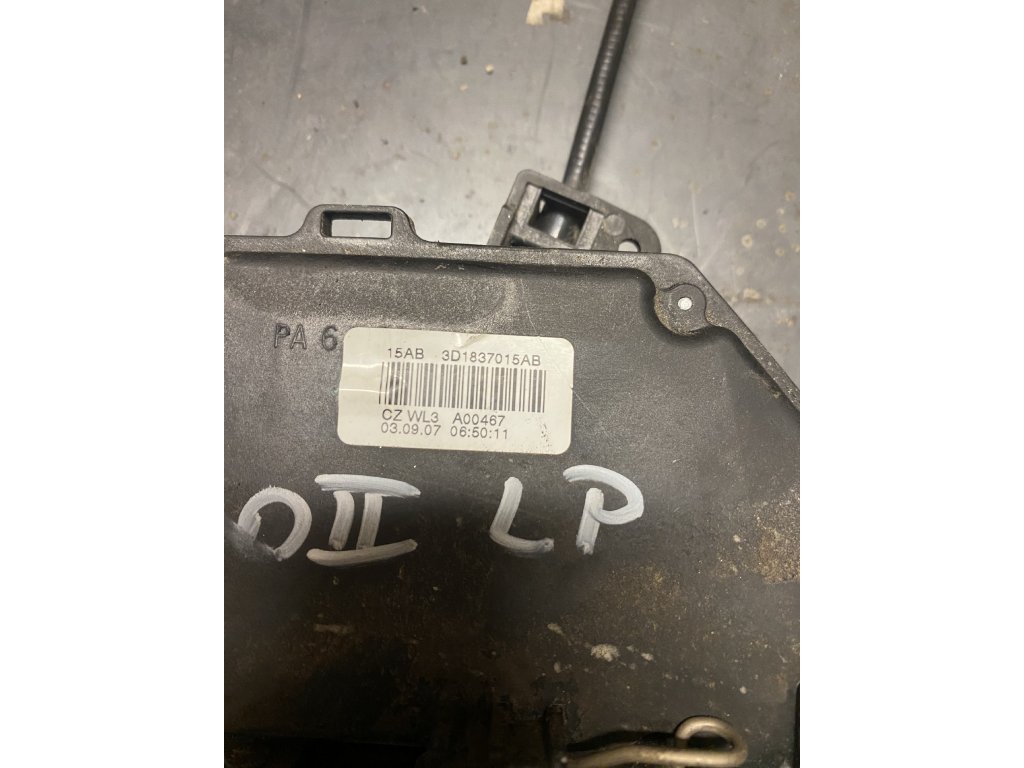 PA 6
15AB 3D1837015AB
CZ WL3 A00467
03.09.07 06:50:11
OII LP